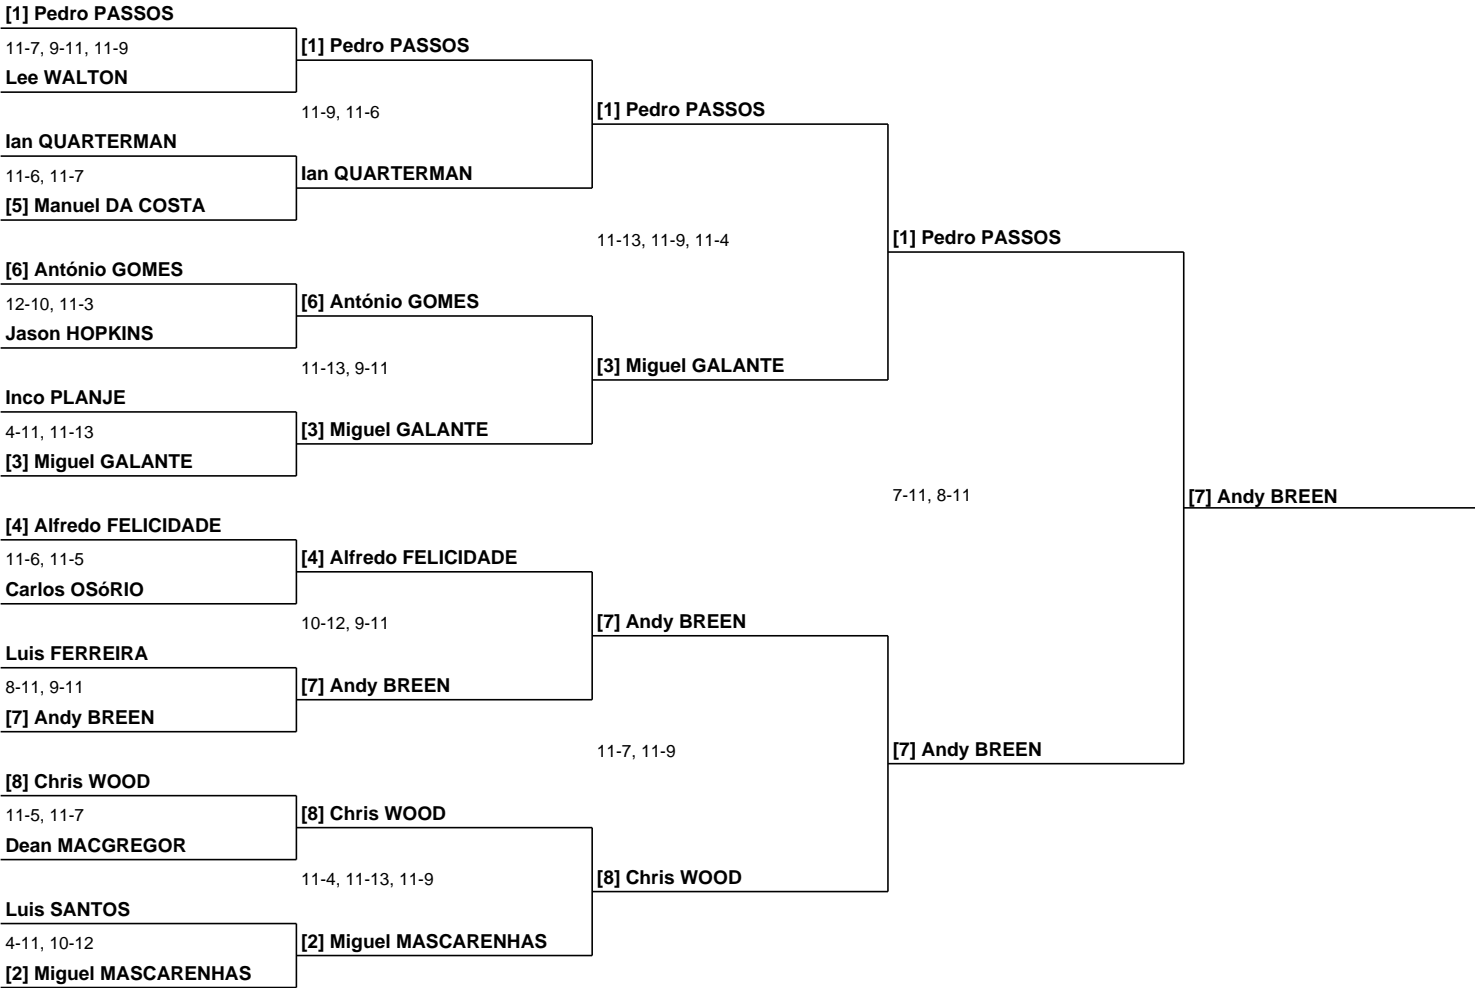 [1] Pedro PASSOS
11-7, 9-11, 11-9
[1] Pedro PASSOS
Lee WALTON
11-9, 11-6
[1] Pedro PASSOS
Ian QUARTERMAN
11-6, 11-7
Ian QUARTERMAN
[5] Manuel DA COSTA
11-13, 11-9, 11-4
[1] Pedro PASSOS
[6] António GOMES
12-10, 11-3
[6] António GOMES
Jason HOPKINS
11-13, 9-11
[3] Miguel GALANTE
Inco PLANJE
4-11, 11-13
[3] Miguel GALANTE
[3] Miguel GALANTE
7-11, 8-11
[7] Andy BREEN
[4] Alfredo FELICIDADE
11-6, 11-5
[4] Alfredo FELICIDADE
Carlos OSóRIO
10-12, 9-11
[7] Andy BREEN
Luis FERREIRA
8-11, 9-11
[7] Andy BREEN
[7] Andy BREEN
11-7, 11-9
[7] Andy BREEN
[8] Chris WOOD
11-5, 11-7
[8] Chris WOOD
Dean MACGREGOR
11-4, 11-13, 11-9
[8] Chris WOOD
Luis SANTOS
4-11, 10-12
[2] Miguel MASCARENHAS
[2] Miguel MASCARENHAS